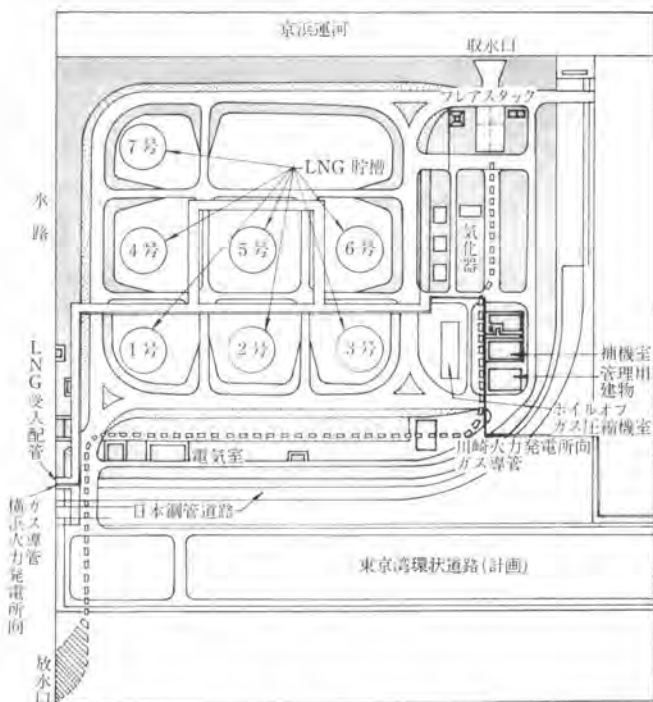 京浜運河
取水口
フレアスタック
7号
LNG 貯槽
水路
4号
5号
6号
気化器
1号
2号
3号
補機室
管理用
建物
ボイルオフ
ガス圧縮機室
LNG受入配管
電気室
川崎火力発電所向
ガス導管
日本鋼管道路
ガス導管
横浜火力発電所向
東京湾環状道路(計画)
放水口